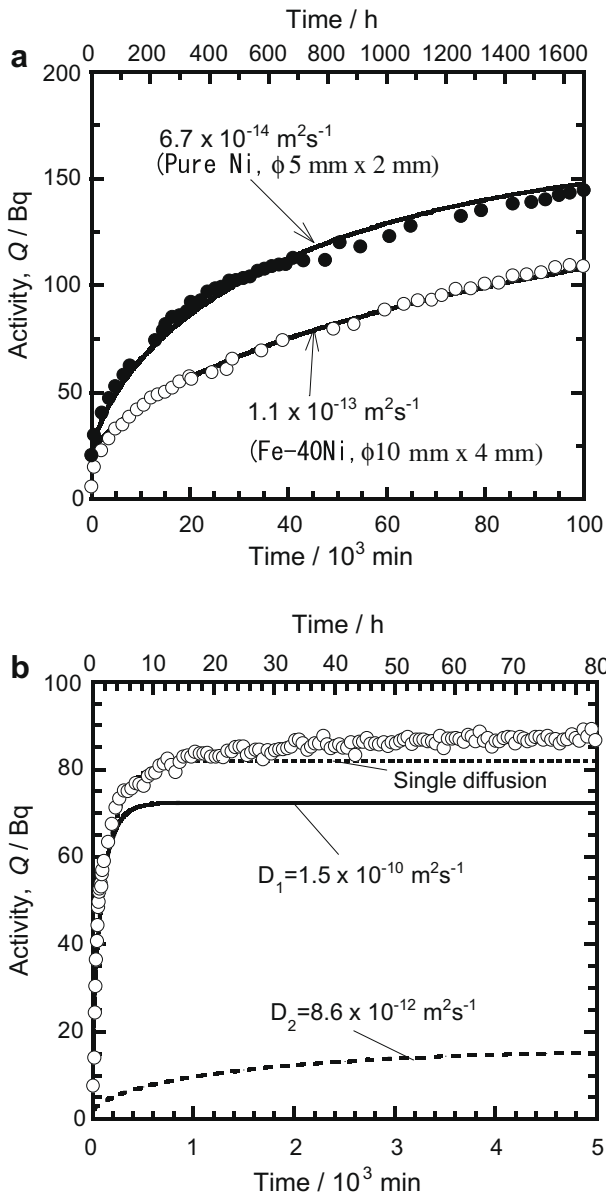 Time / h
a
0 200 400 600 800 1000 1200 1400 1600
200
150
100
50
0
Activity, Q / Bq
6.7 x 10⁻¹⁴ m²s⁻¹
(Pure Ni, ϕ5 mm x 2 mm)
1.1 x 10⁻¹³ m²s⁻¹
(Fe-40Ni, ϕ10 mm x 4 mm)
0 20 40 60 80 100
Time / 10³ min
Time / h
b
0 10 20 30 40 50 60 70 80
100
80
60
40
20
0
Activity, Q / Bq
Single diffusion
D₁=1.5 x 10⁻¹⁰ m²s⁻¹
D₂=8.6 x 10⁻¹² m²s⁻¹
0 1 2 3 4 5
Time / 10³ min